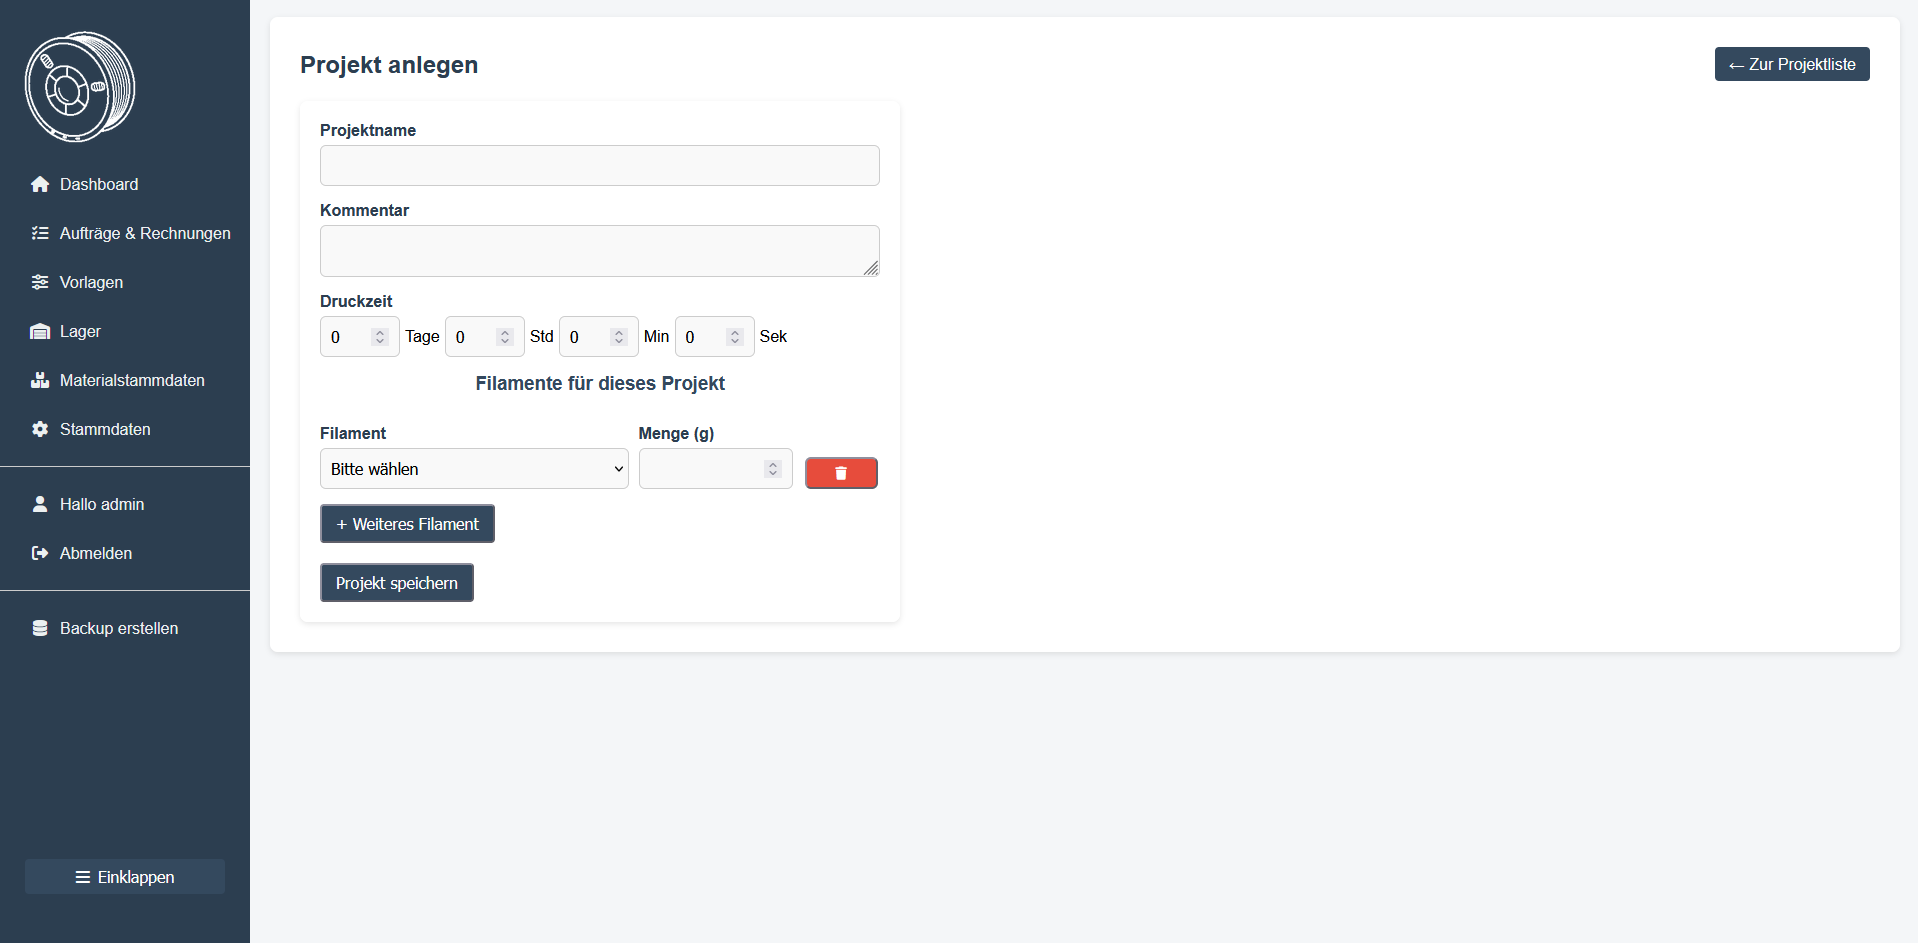 Dashboard
Aufträge & Rechnungen
Vorlagen
Lager
Materialstammdaten
Stammdaten
Hallo admin
Abmelden
Backup erstellen
Einklappen
Projekt anlegen
← Zur Projektliste
Projektname
Kommentar
Druckzeit
0 Tage 0 Std 0 Min 0 Sek
Filamente für dieses Projekt
Filament Menge (g)
Bitte wählen
+ Weiteres Filament
Projekt speichern